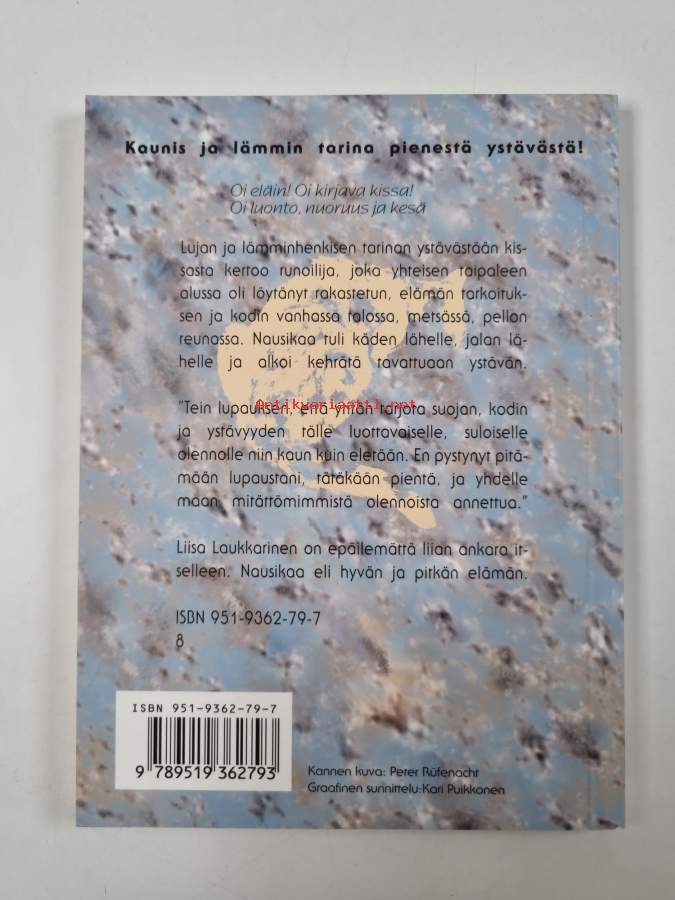 Kaunis ja lämmin tarina pienestä ystävästä!
Oi eläin! Oi kirjava kissa!
Oi luonto, nuoruus ja kesä
Lujan ja lämminhenkisen tarinan ystävästään kis-
sasta kertoo runoilija, joka yhteisen taipaleen
alussa oli löytänyt rakastetun, elämän tarkoituk-
sen ja kodin vanhassa talossa, metsässä, pellon
reunassa. Nausikaa tuli käden lähelle, jalan lä-
helle ja alkoi kehrätä tavattuaan ystävän.
Antikvariaatti.net
"Tein lupauksen, että yritän tarjota suojan, kodin
ja ystävyyden tälle luottavaiselle, suloiselle
olennolle niin kaun kuin eletään. En pystynyt pitä-
mään lupaustani, tätäkään pientä, ja yhdelle
maan mitättömimmistä olennoista annettua."
Liisa Laukkarinen on epäilemättä liian ankara it-
selleen. Nausikaa eli hyvän ja pitkän elämän.
ISBN 951-9362-79-7
8
ISBN 951-9362-79-7
9 789519 362793
Kannen kuva: Peter Rüfenacht
Graafinen sunnittelu: Kari Puikkonen